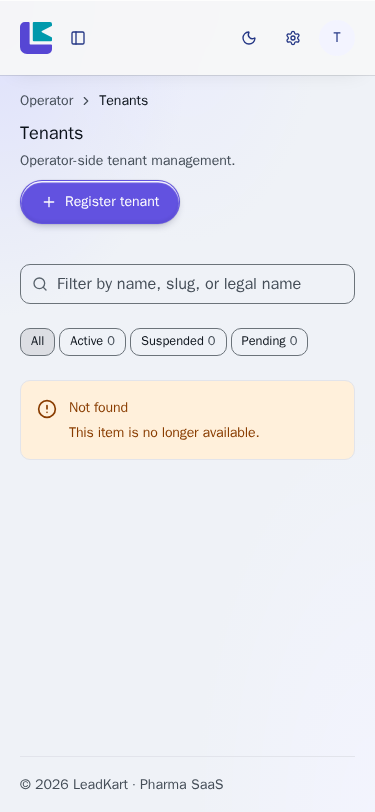 T
Operator > Tenants
Tenants
Operator-side tenant management.
+ Register tenant
Filter by name, slug, or legal name
All Active 0 Suspended 0 Pending 0
Not found
This item is no longer available.
© 2026 LeadKart · Pharma SaaS